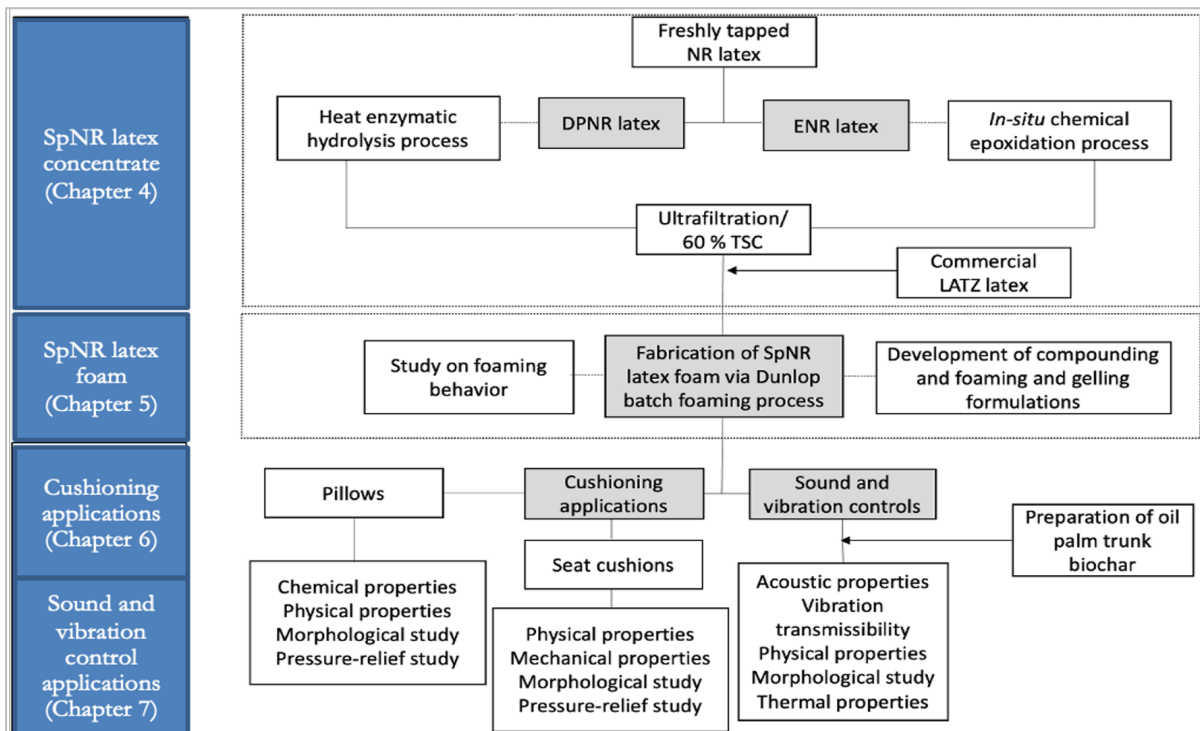 SpNR latex
concentrate
(Chapter 4)
Freshly tapped
NR latex
Heat enzymatic
hydrolysis process
DPNR latex
ENR latex
In-situ chemical
epoxidation process
Ultrafiltration/
60 % TSC
Commercial
LATZ latex
SpNR latex
foam
(Chapter 5)
Study on foaming
behavior
Fabrication of SpNR
latex foam via Dunlop
batch foaming process
Development of compounding
and foaming and gelling
formulations
Cushioning
applications
(Chapter 6)
Pillows
Cushioning
applications
Sound and
vibration controls
Preparation of oil
palm trunk
biochar
Seat cushions
Sound and
vibration
control
applications
(Chapter 7)
Chemical properties
Physical properties
Morphological study
Pressure-relief study
Physical properties
Mechanical properties
Morphological study
Pressure-relief study
Acoustic properties
Vibration
transmissibility
Physical properties
Morphological study
Thermal properties